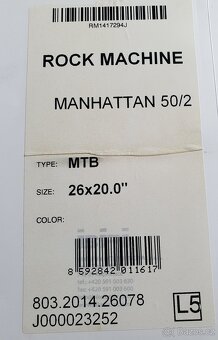 RM1417294J
ROCK MACHINE
MANHATTAN 50/2
TYPE: MTB
SIZE: 26x20.0"
COLOR:
8 592842 011617
803.2014.26078
J000023252
L5